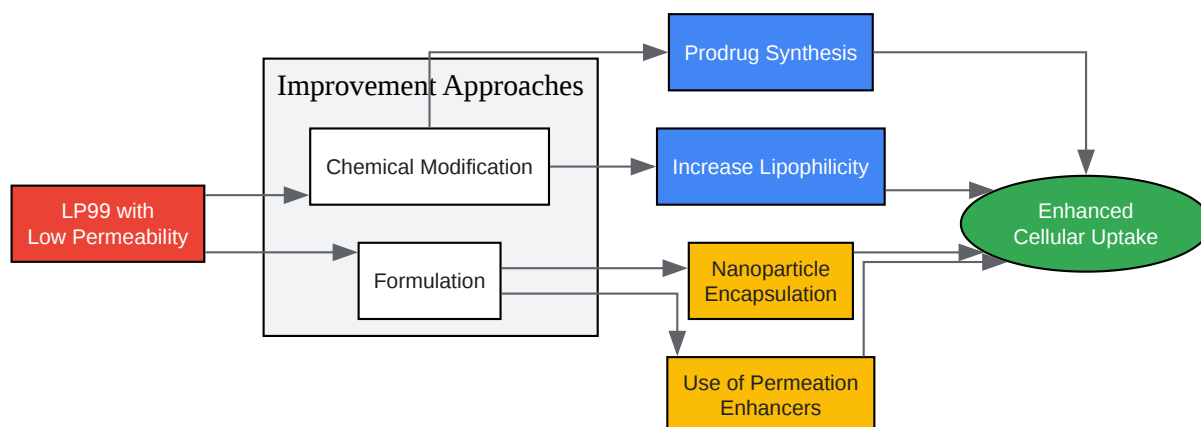 Prodrug Synthesis
Improvement Approaches
Chemical Modification
Increase Lipophilicity
LP99 with
Low Permeability
Enhanced
Cellular Uptake
Formulation
Nanoparticle
Encapsulation
Use of Permeation
Enhancers